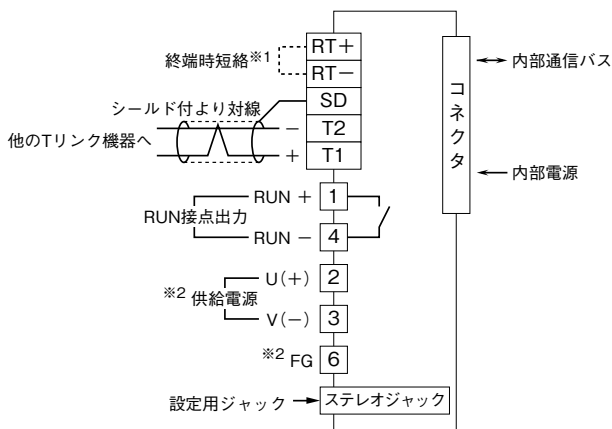 終端時短絡※1
RT＋
RT－
SD
T2
T1
シールド付より対線
他のTリンク機器へ
－
＋
RUN接点出力
RUN ＋
1
RUN －
4
※2 供給電源
U(＋)
2
V(－)
3
※2 FG
6
設定用ジャック
ステレオジャック
コネクタ
内部通信バス
内部電源